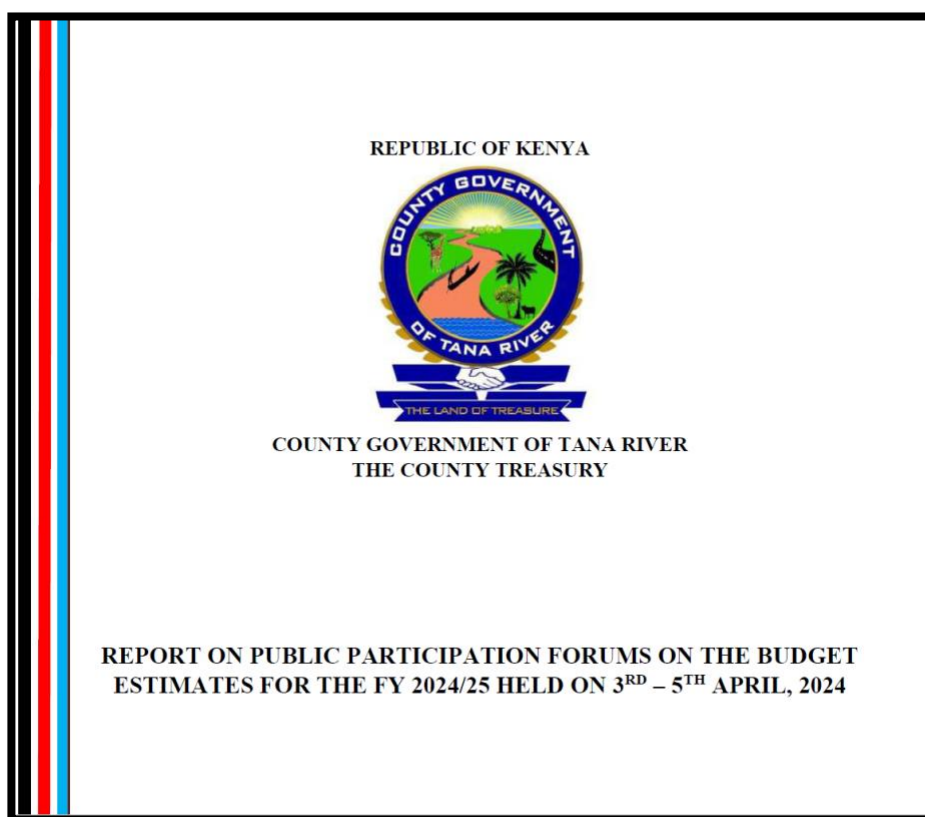 REPUBLIC OF KENYA
COUNTY GOVERNMENT
OF TANA RIVER
THE LAND OF TREASURE
COUNTY GOVERNMENT OF TANA RIVER
THE COUNTY TREASURY
REPORT ON PUBLIC PARTICIPATION FORUMS ON THE BUDGET
ESTIMATES FOR THE FY 2024/25 HELD ON 3RD – 5TH APRIL, 2024